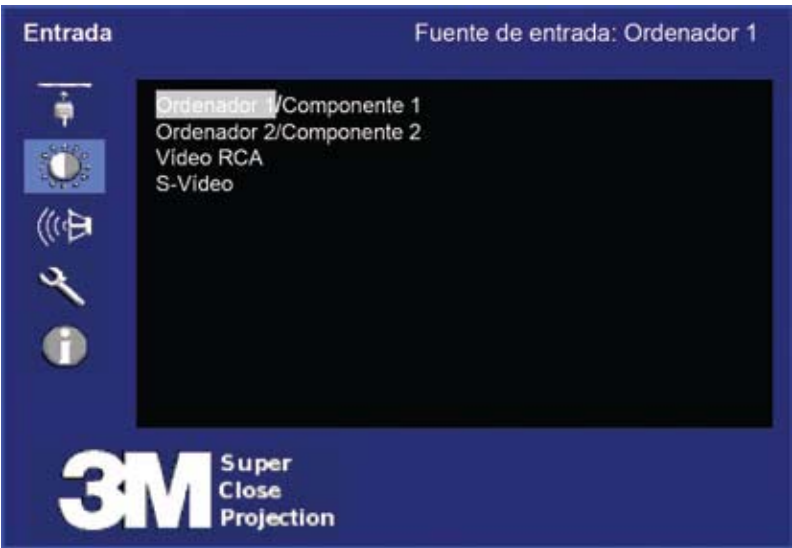 Entrada
Fuente de entrada: Ordenador 1
Ordenador 1/Componente 1
Ordenador 2/Componente 2
Vídeo RCA
S-Vídeo
3M
Super
Close
Projection